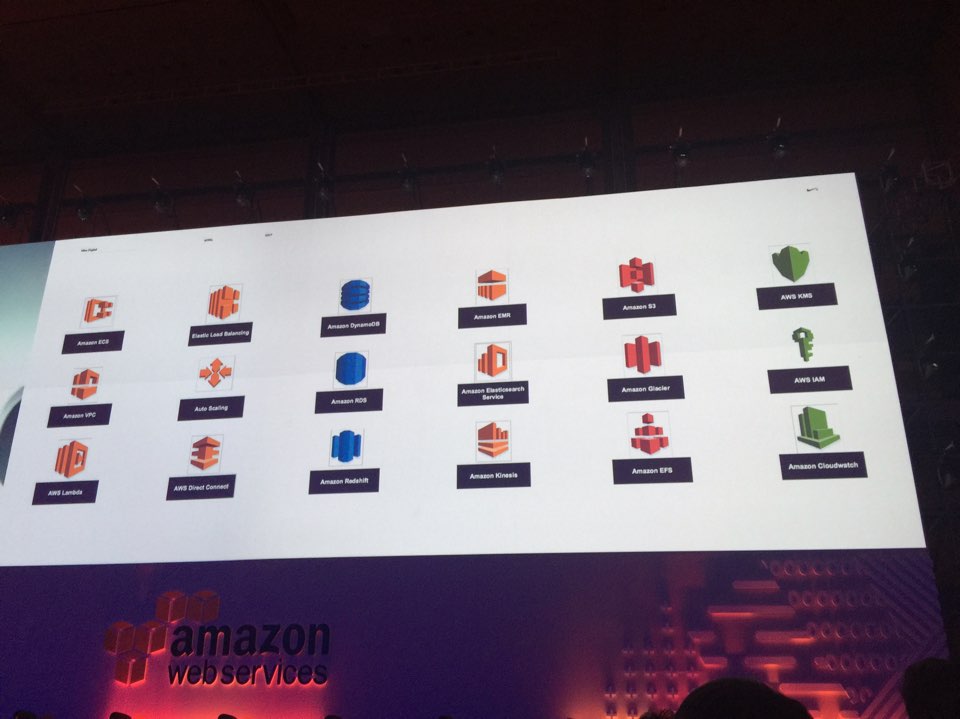 Amazon ECS
Elastic Load Balancing
Amazon DynamoDB
Amazon EMR
Amazon S3
AWS KMS
Amazon VPC
Auto Scaling
Amazon RDS
Amazon Elasticsearch
Service
Amazon Glacier
AWS IAM
AWS Lambda
AWS Direct Connect
Amazon Redshift
Amazon Kinesis
Amazon EFS
Amazon Cloudwatch
amazon
web services